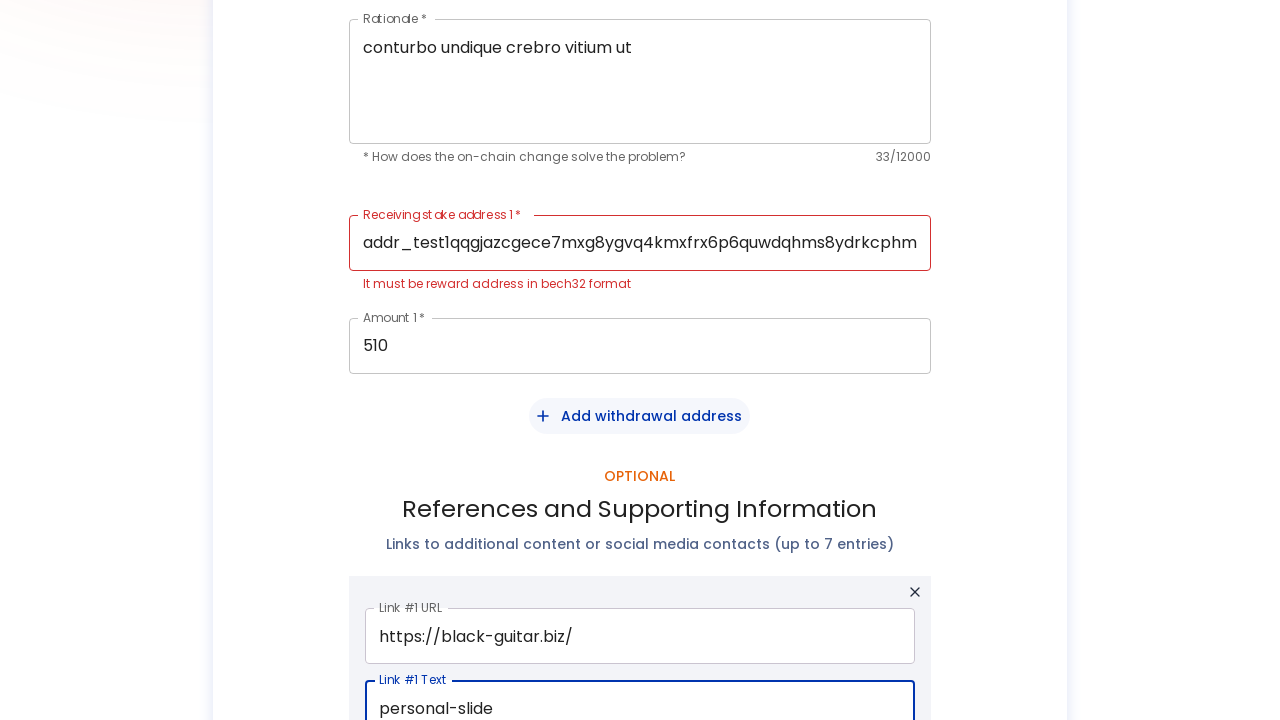 Rationale *
conturbo undique crebro vitium ut
* How does the on-chain change solve the problem?
33/12000
Receiving stake address 1 *
addr_test1qqgjazcgece7mxg8ygvq4kmxfrx6p6quwdqhms8ydrkcphm
It must be reward address in bech32 format
Amount 1 *
510
Add withdrawal address
OPTIONAL
References and Supporting Information
Links to additional content or social media contacts (up to 7 entries)
Link #1 URL
https://black-guitar.biz/
Link #1 Text
personal-slide